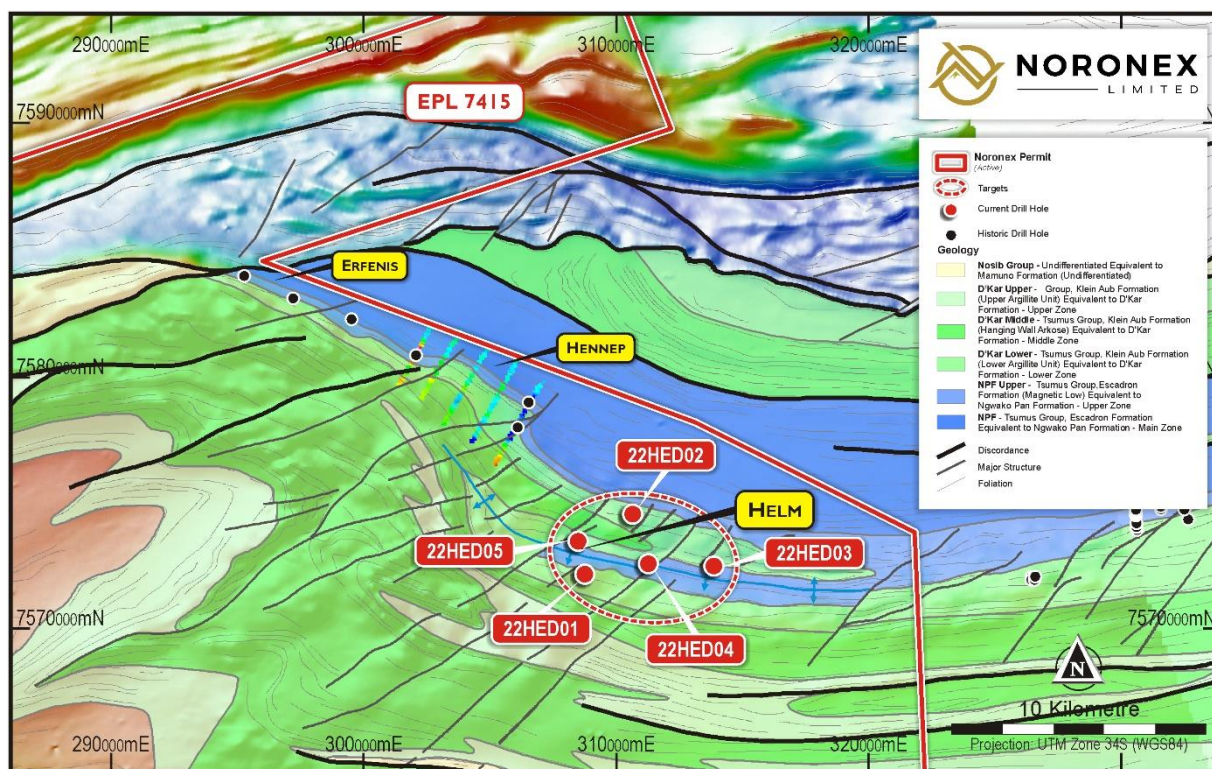 290000mE
300000mE
310000mE
320000mE
NORONEX
LIMITED
7590000mN
EPL 7415
Noronex Permit
(Active)
Targets
Current Drill Hole
Historic Drill Hole
Geology
Nosib Group - Undifferentiated Equivalent to
Mamuno Formation (Undifferentiated)
D'Kar Upper - Group, Klein Aub Formation
(Upper Argillite Unit) Equivalent to D'Kar
Formation - Upper Zone
D'Kar Middle - Tsumus Group, Klein Aub Formation
(Hanging Wall Arkose) Equivalent to D'Kar
Formation - Middle Zone
D'Kar Lower - Tsumus Group, Klein Aub Formation
(Lower Argillite Unit) Equivalent to D'Kar
Formation - Lower Zone
NPF Upper - Tsumus Group,Escadron
Formation (Magnetic Low) Equivalent to
Ngwako Pan Formation - Upper Zone
NPF - Tsumus Group, Escadron Formation
Equivalent to Ngwako Pan Formation - Main Zone
Discordance
Major Structure
Foliation
ERFENIS
HENNEP
7580000mN
22HED02
HELM
22HED05
22HED03
22HED01
22HED04
7570000mN
7570000mN
N
10 Kilometre
Projection: UTM Zone 34S (WGS84)
290000mE
300000mE
310000mE
320000mE